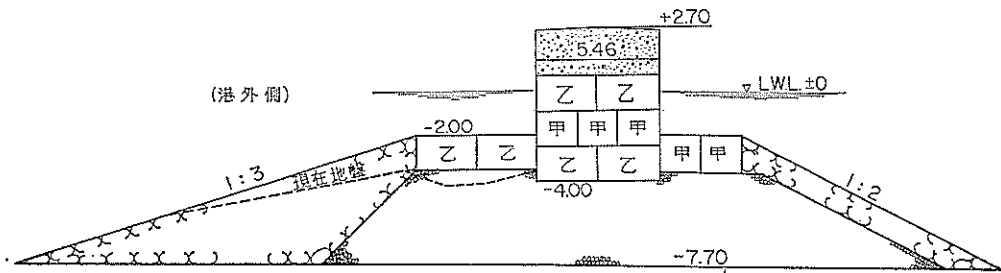 +2.70
5.46
(港外側)
LWL ±0
乙 乙
-2.00
甲 甲 甲
乙 乙
甲 甲
1:3
現在地盤
乙 乙
1:2
-4.00
-7.70